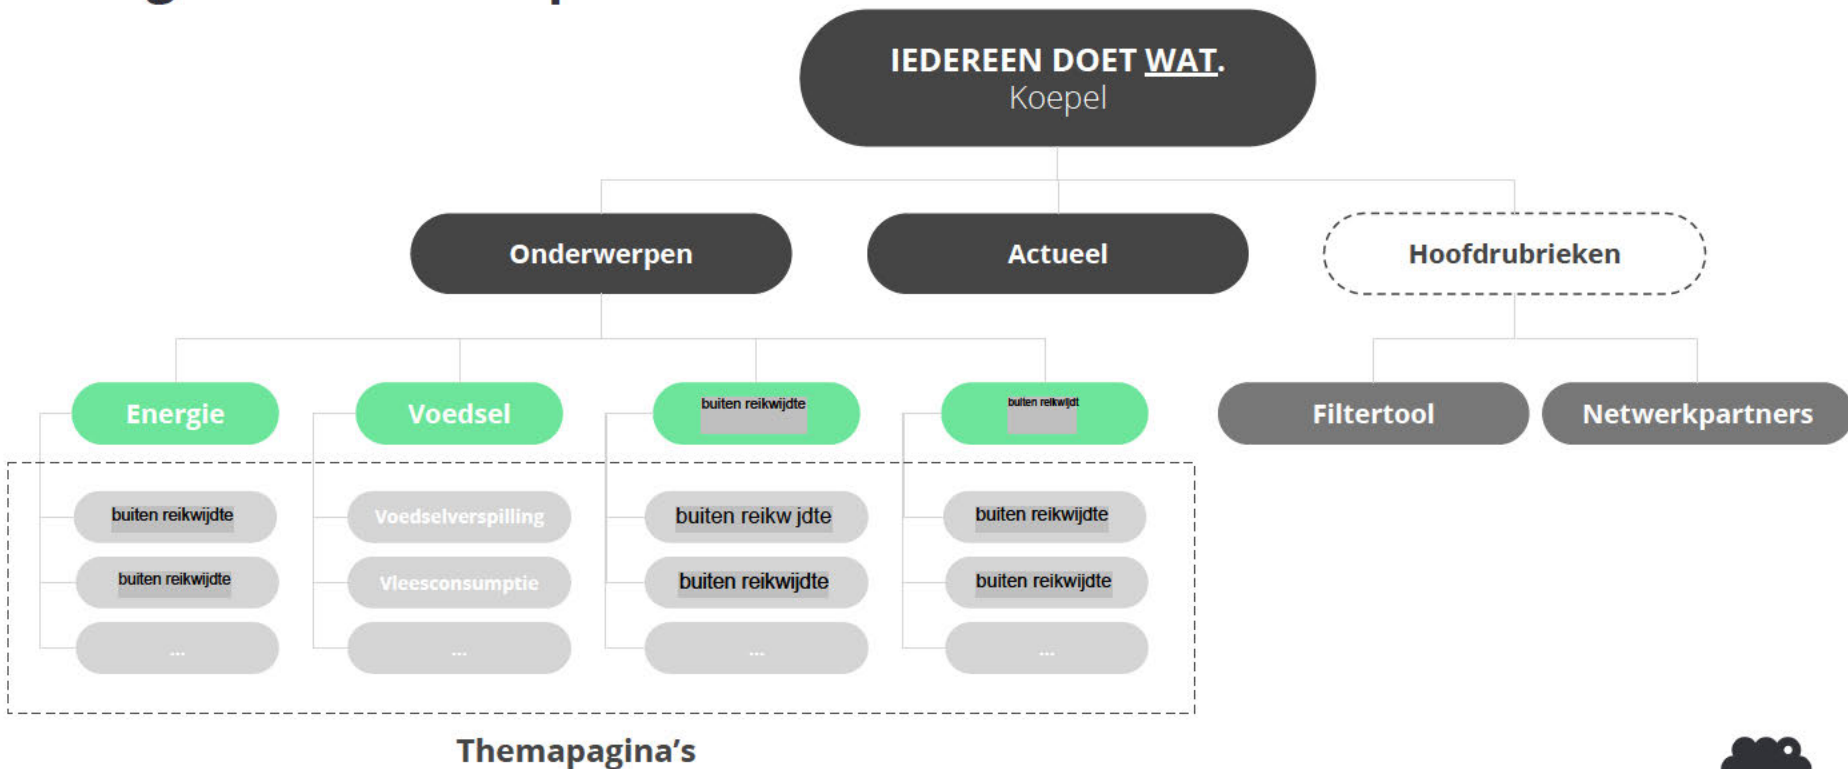 IEDEREEN DOET WAT.
Koepel
Onderwerpen
Actueel
Hoofdrubrieken
Energie
Voedsel
buiten reikwijdte
buiten reikwijdt
Filtertool
Netwerkpartners
buiten reikwijdte
Voedselverspilling
buiten reikw jdte
buiten reikwijdte
buiten reikwijdte
Vleesconsumptie
buiten reikwijdte
buiten reikwijdte
...
...
...
...
Themapagina's